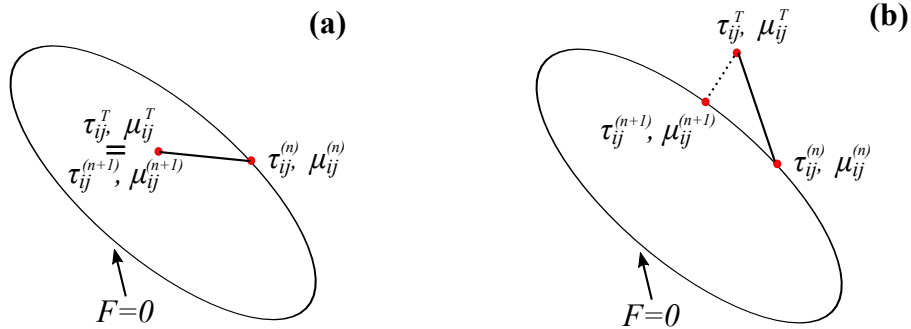 (a)
τ_ij^T, μ_ij^T
=
τ_ij^(n+1), μ_ij^(n+1)
τ_ij^(n), μ_ij^(n)
F=0
(b)
τ_ij^T, μ_ij^T
τ_ij^(n+1), μ_ij^(n+1)
τ_ij^(n), μ_ij^(n)
F=0